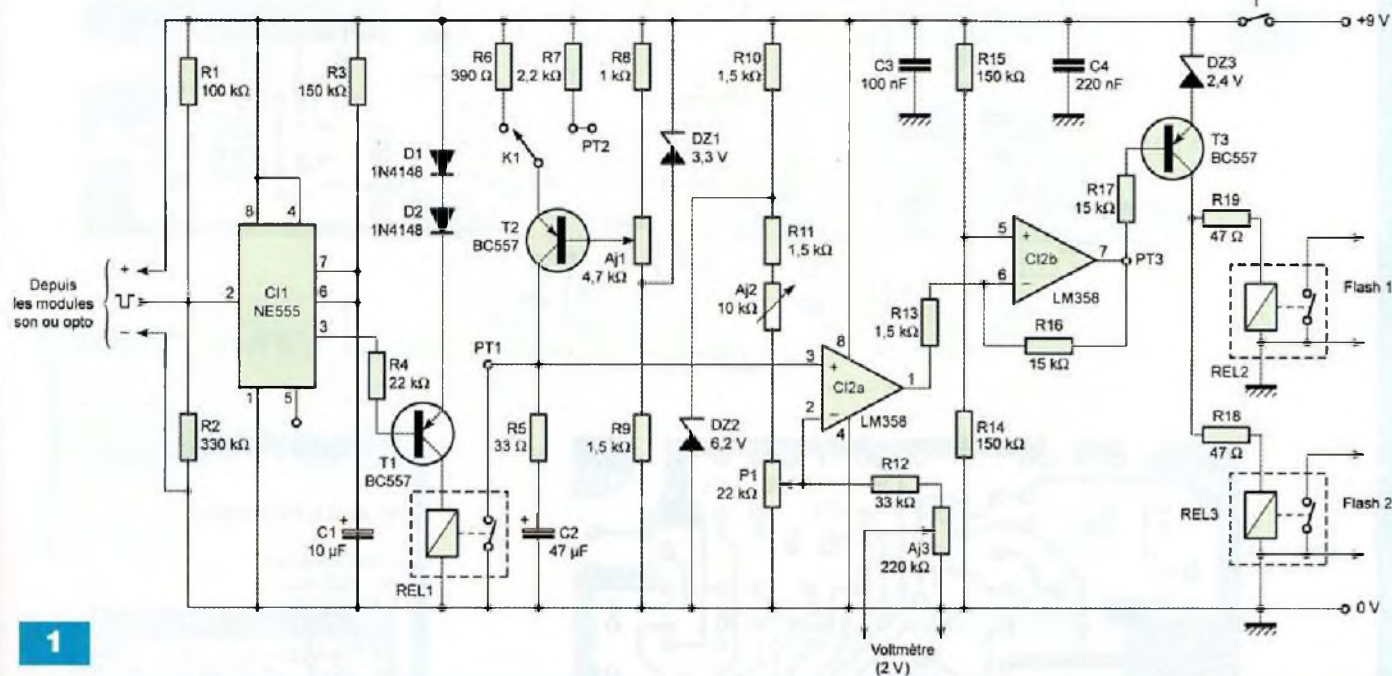 +9 V
R1
100 kΩ
R3
150 kΩ
D1
1N4148
D2
1N4148
R6
390 Ω
R7
2,2 kΩ
K1
PT2
R8
1 kΩ
DZ1
3,3 V
R10
1,5 kΩ
C3
100 nF
R15
150 kΩ
C4
220 nF
DZ3
2,4 V
T3
BC557
8
4
7
6
2
3
1
5
CI1
NE555
Depuis
les modules
son ou opto
+
−
T2
BC557
Aj1
4,7 kΩ
R11
1,5 kΩ
Aj2
10 kΩ
5
+
6
−
7
CI2b
LM358
R17
15 kΩ
PT3
R19
47 Ω
Flash 1
REL2
R4
22 kΩ
PT1
R13
1,5 kΩ
R16
15 kΩ
3
+
2
−
8
1
4
CI2a
LM358
R2
330 kΩ
T1
BC557
R5
33 Ω
R9
1,5 kΩ
DZ2
6,2 V
P1
22 kΩ
R12
33 kΩ
R14
150 kΩ
R18
47 Ω
Flash 2
REL3
C1
+
10 µF
REL1
+
C2
47 µF
Aj3
220 kΩ
0 V
Voltmètre
(2 V)
1